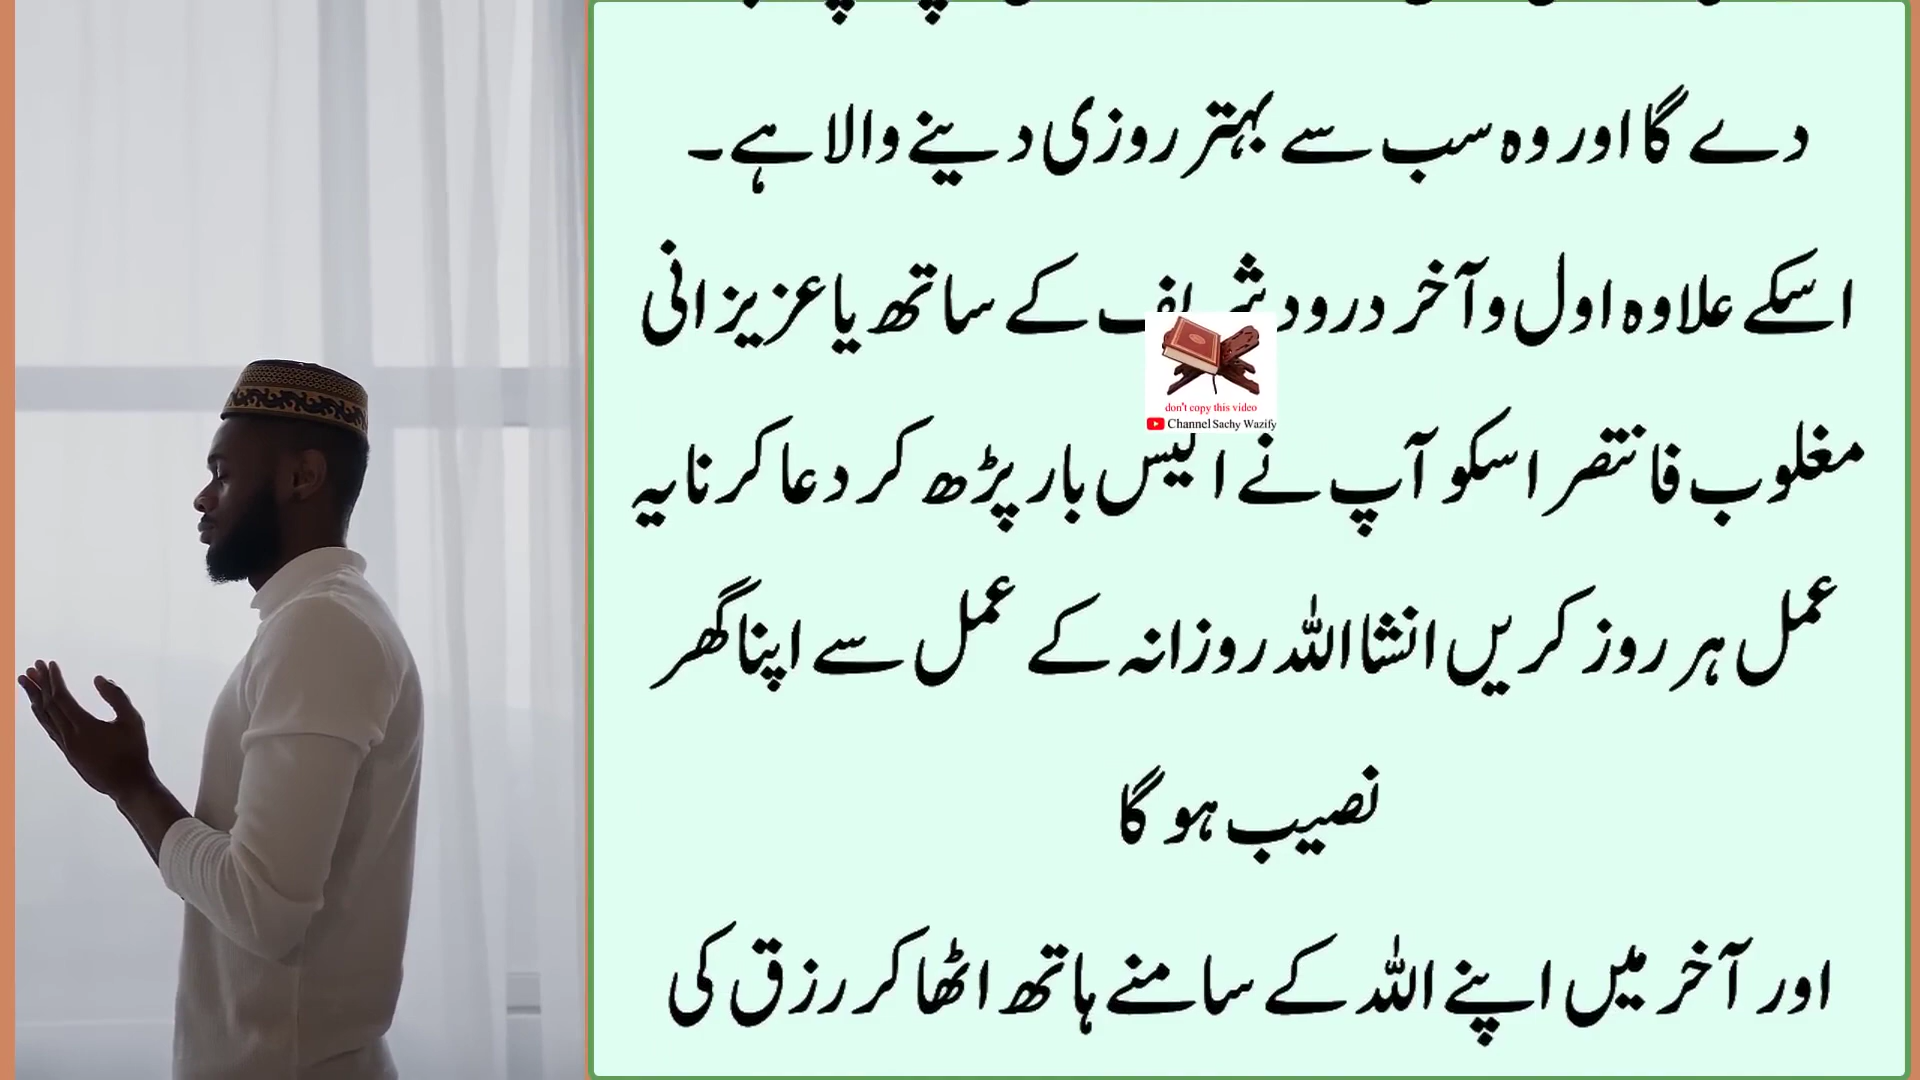 دے گا اور وہ سب سے بہتر روزی دینے والا ہے۔
اسکے علاوہ اول و آخر درود شریف کے ساتھ یا عزیز انی
مغلوب فانتصر اسکو آپ نے اکیس بار پڑھ کر دعا کرنا یہ
عمل ہر روز کریں انشااللہ روزانہ کے عمل سے اپنا گھر
نصیب ہو گا
اور آخر میں اپنے اللہ کے سامنے ہاتھ اٹھا کر رزق کی
don't copy this video
Channel Sachy Wazify